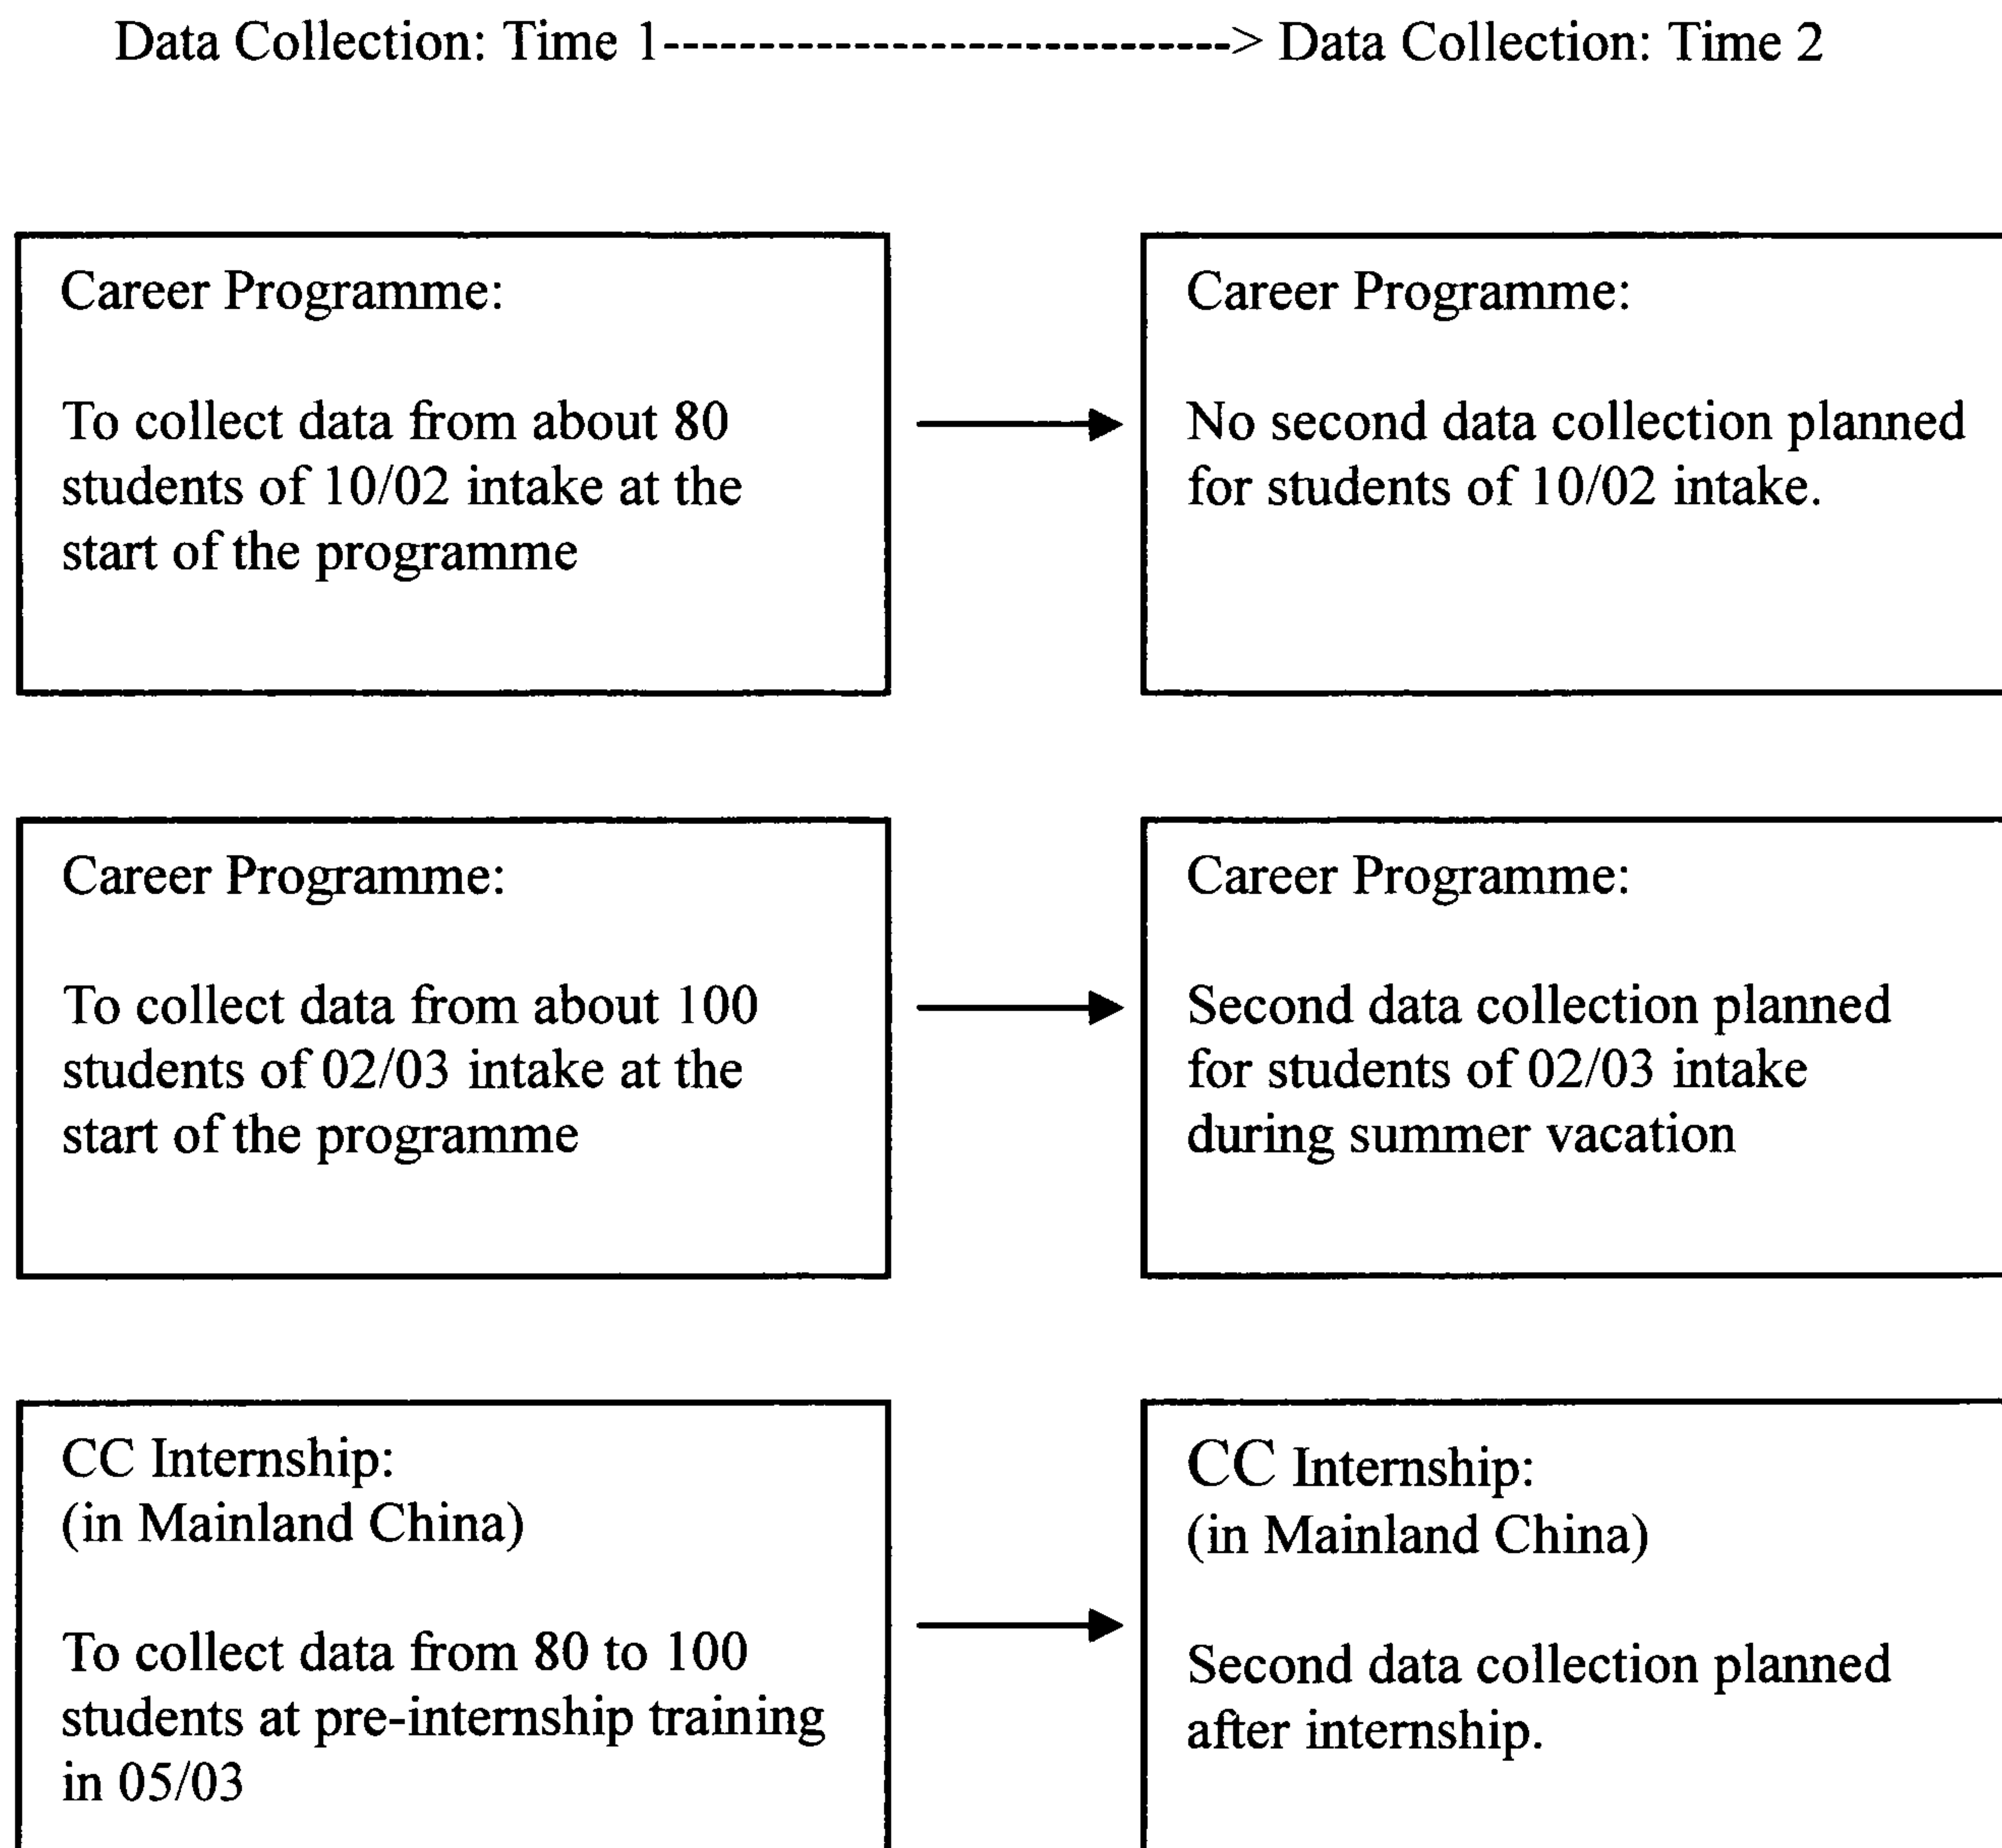 Data Collection: Time 1---------------------------> Data Collection: Time 2
Career Programme:
To collect data from about 80
students of 10/02 intake at the
start of the programme
Career Programme:
No second data collection planned
for students of 10/02 intake.
Career Programme:
To collect data from about 100
students of 02/03 intake at the
start of the programme
Career Programme:
Second data collection planned
for students of 02/03 intake
during summer vacation
CC Internship:
(in Mainland China)
To collect data from 80 to 100
students at pre-internship training
in 05/03
CC Internship:
(in Mainland China)
Second data collection planned
after internship.